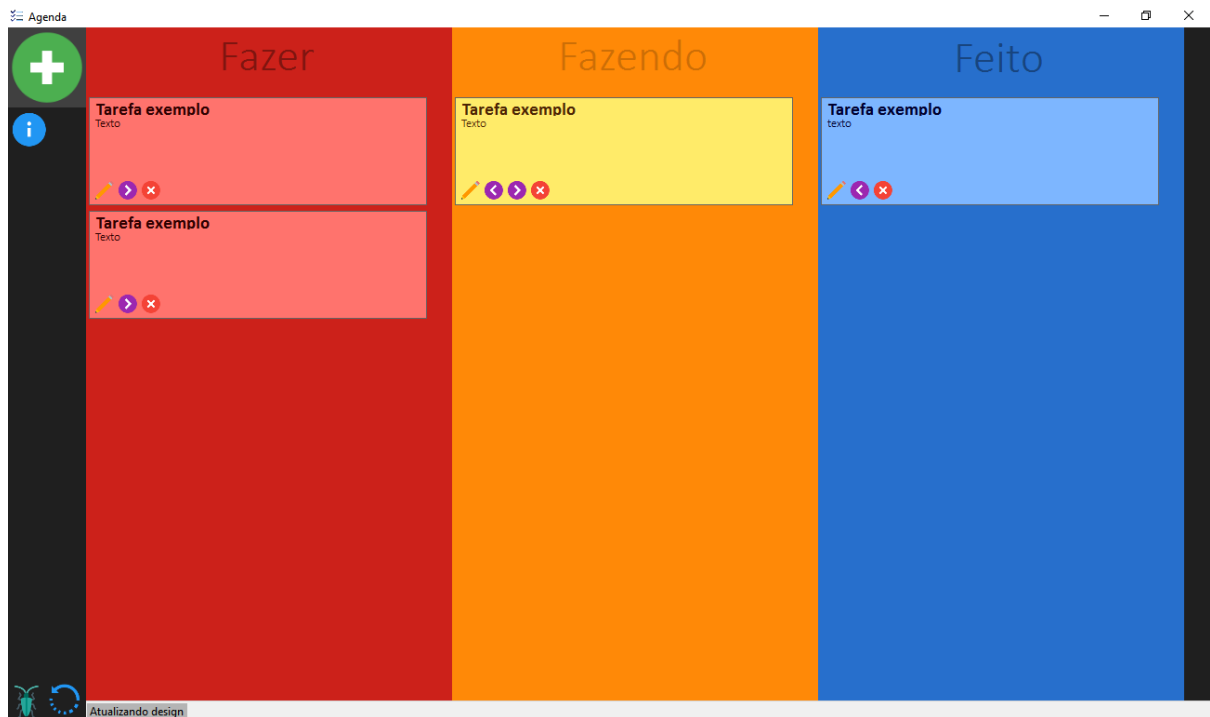 Agenda
Fazer
Fazendo
Feito
Tarefa exemplo
Texto
Tarefa exemplo
Texto
Tarefa exemplo
texto
Tarefa exemplo
Texto
Atualizando design